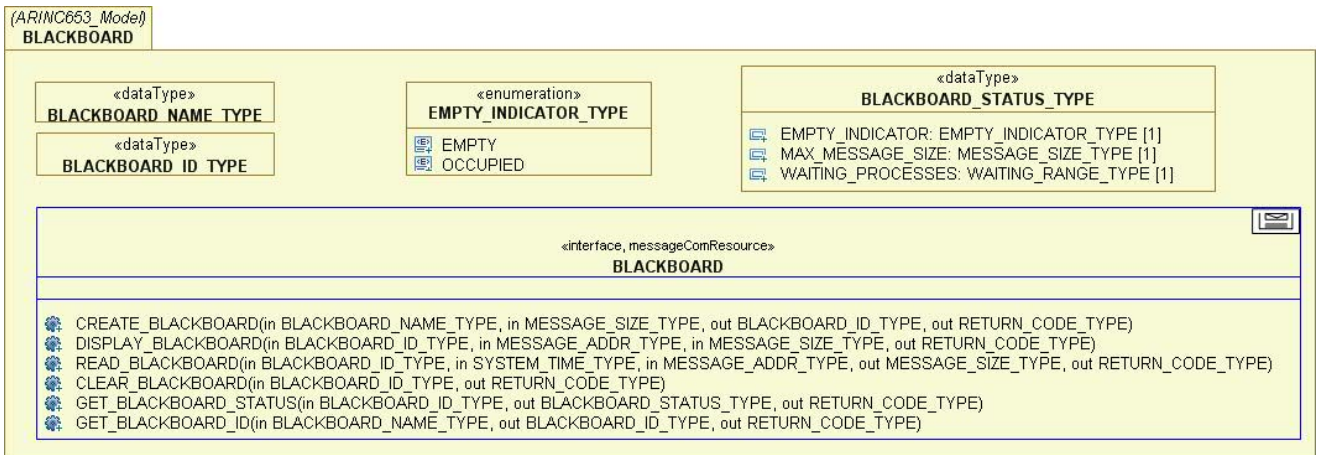 (ARINC653_Model)
BLACKBOARD
«dataType»
BLACKBOARD_NAME_TYPE
«dataType»
BLACKBOARD_ID_TYPE
«enumeration»
EMPTY_INDICATOR_TYPE
EMPTY
OCCUPIED
«dataType»
BLACKBOARD_STATUS_TYPE
EMPTY_INDICATOR: EMPTY_INDICATOR_TYPE [1]
MAX_MESSAGE_SIZE: MESSAGE_SIZE_TYPE [1]
WAITING_PROCESSES: WAITING_RANGE_TYPE [1]
«interface, messageComResource»
BLACKBOARD
CREATE_BLACKBOARD(in BLACKBOARD_NAME_TYPE, in MESSAGE_SIZE_TYPE, out BLACKBOARD_ID_TYPE, out RETURN_CODE_TYPE)
DISPLAY_BLACKBOARD(in BLACKBOARD_ID_TYPE, in MESSAGE_ADDR_TYPE, in MESSAGE_SIZE_TYPE, out RETURN_CODE_TYPE)
READ_BLACKBOARD(in BLACKBOARD_ID_TYPE, in SYSTEM_TIME_TYPE, in MESSAGE_ADDR_TYPE, out MESSAGE_SIZE_TYPE, out RETURN_CODE_TYPE)
CLEAR_BLACKBOARD(in BLACKBOARD_ID_TYPE, out RETURN_CODE_TYPE)
GET_BLACKBOARD_STATUS(in BLACKBOARD_ID_TYPE, out BLACKBOARD_STATUS_TYPE, out RETURN_CODE_TYPE)
GET_BLACKBOARD_ID(in BLACKBOARD_NAME_TYPE, out BLACKBOARD_ID_TYPE, out RETURN_CODE_TYPE)